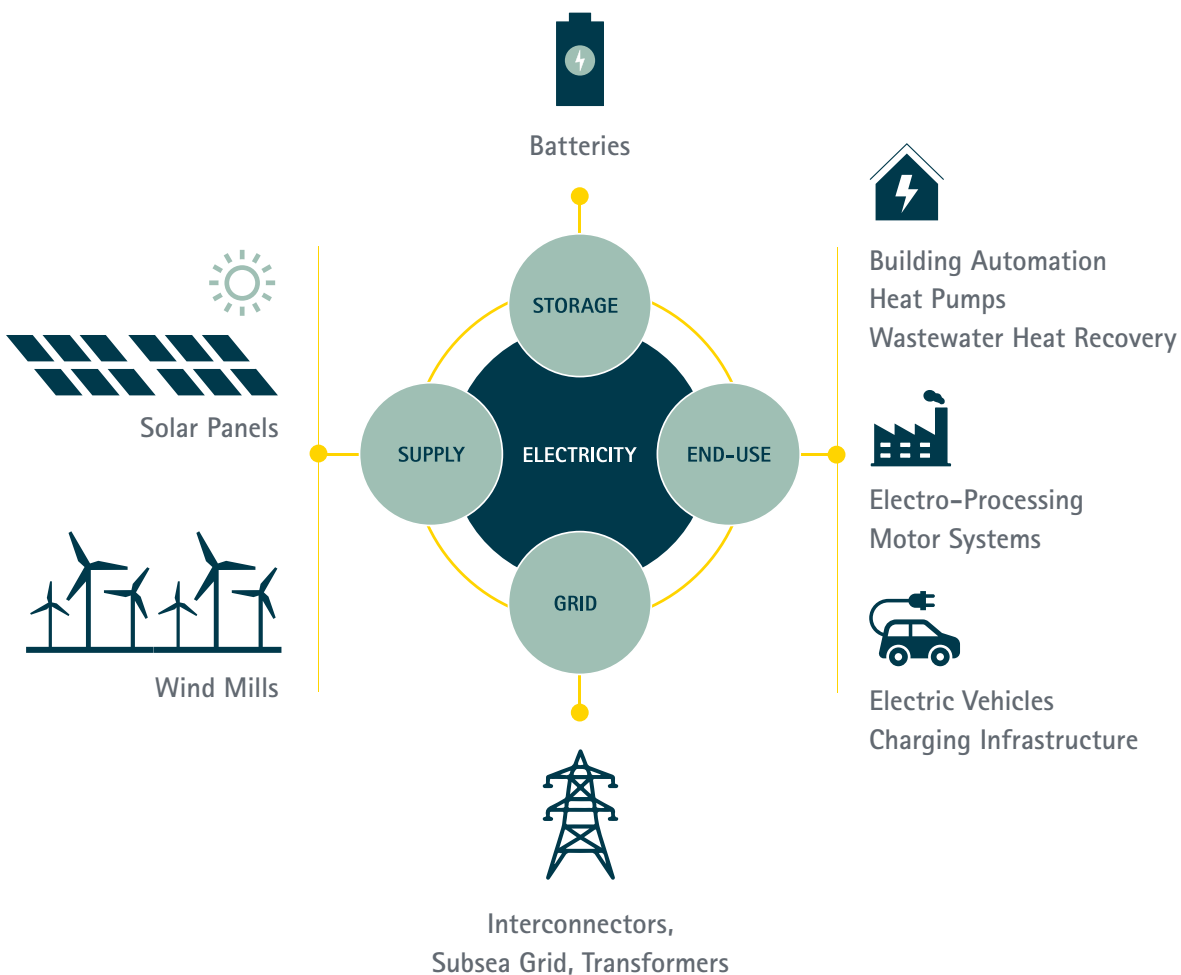 Batteries
STORAGE
SUPPLY
ELECTRICITY
END-USE
GRID
Solar Panels
Wind Mills
Building Automation
Heat Pumps
Wastewater Heat Recovery
Electro-Processing
Motor Systems
Electric Vehicles
Charging Infrastructure
Interconnectors,
Subsea Grid, Transformers